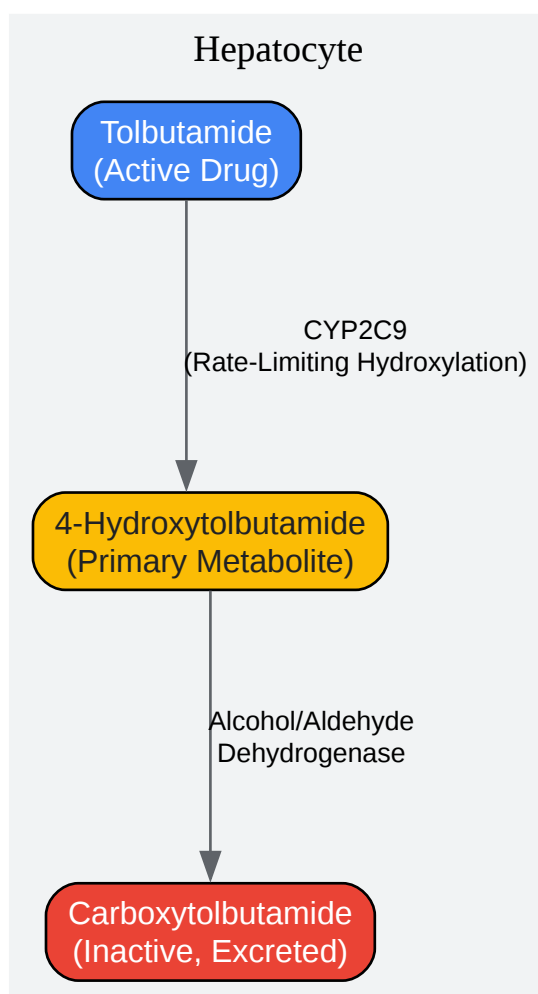 Hepatocyte
Tolbutamide
(Active Drug)
CYP2C9
(Rate-Limiting Hydroxylation)
4-Hydroxytolbutamide
(Primary Metabolite)
Alcohol/Aldehyde
Dehydrogenase
Carboxytolbutamide
(Inactive, Excreted)